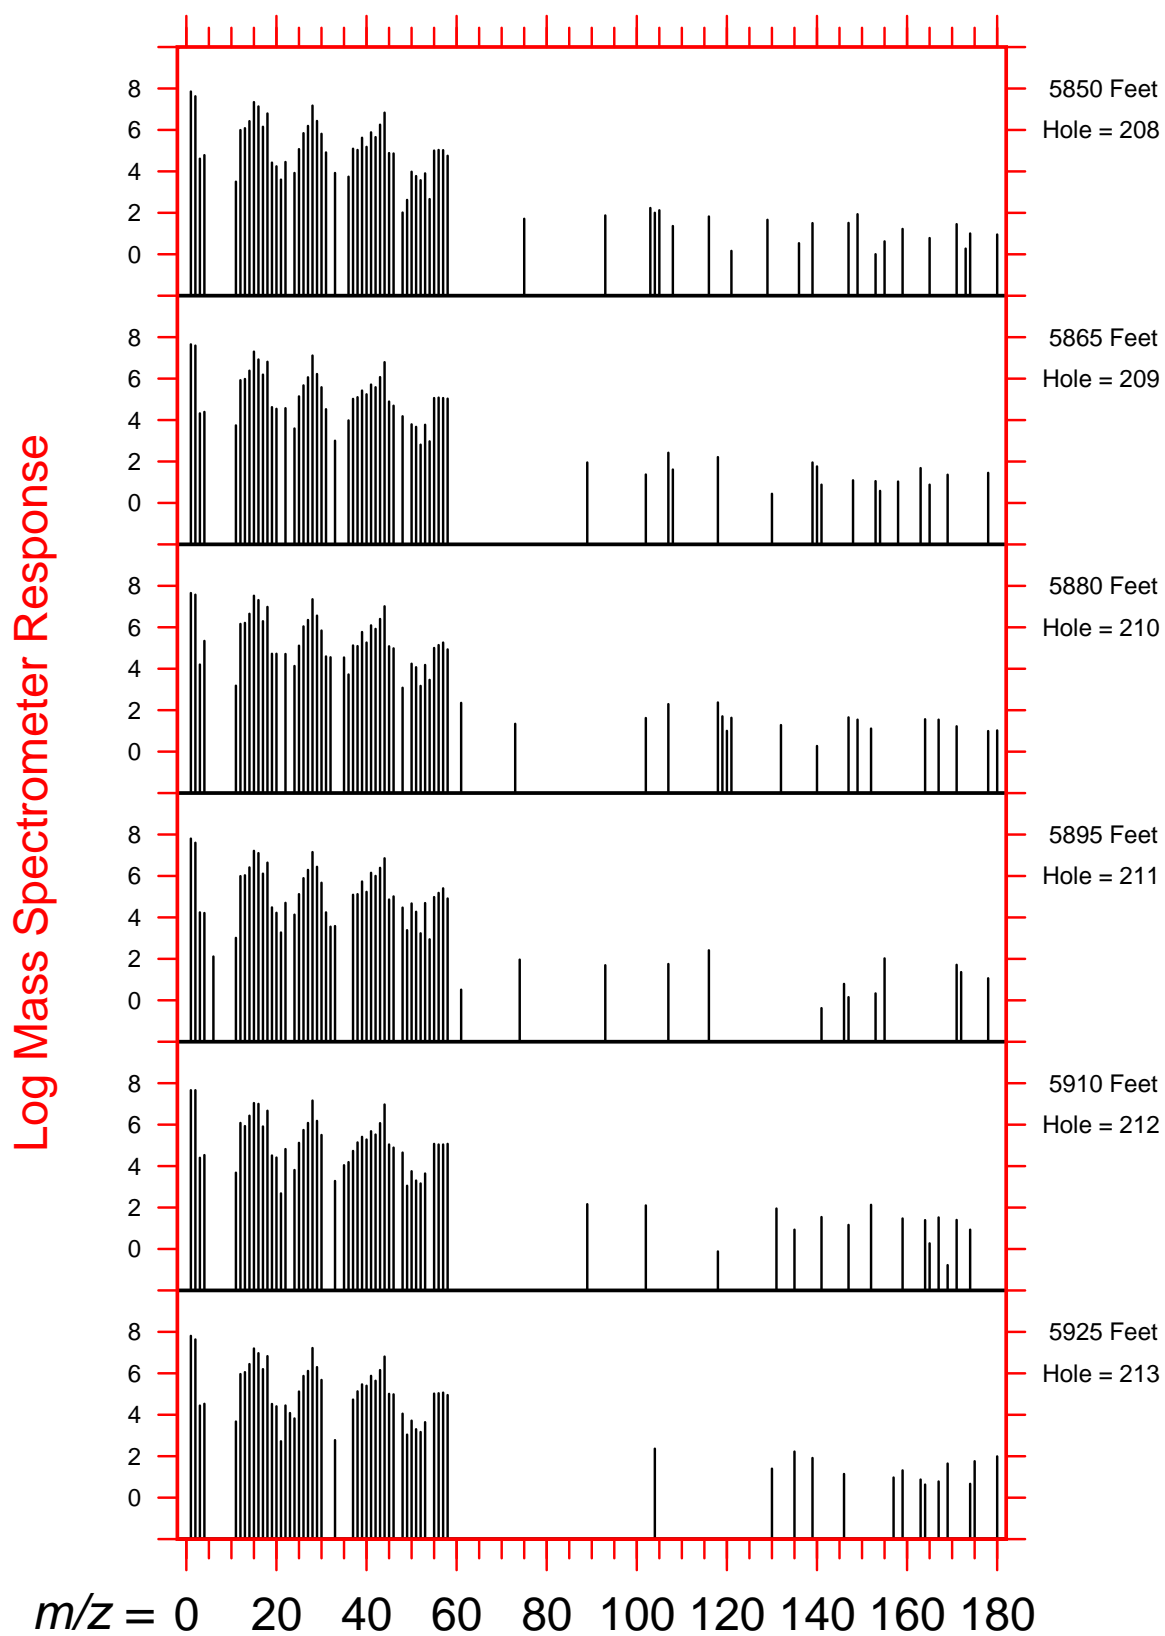 8
6
4
2
0
5850 Feet
Hole = 208
8
6
4
2
0
5865 Feet
Hole = 209
8
6
4
2
0
5880 Feet
Hole = 210
8
6
4
2
0
5895 Feet
Hole = 211
8
6
4
2
0
5910 Feet
Hole = 212
8
6
4
2
0
5925 Feet
Hole = 213
Log Mass Spectrometer Response
m/z = 0 20 40 60 80 100 120 140 160 180